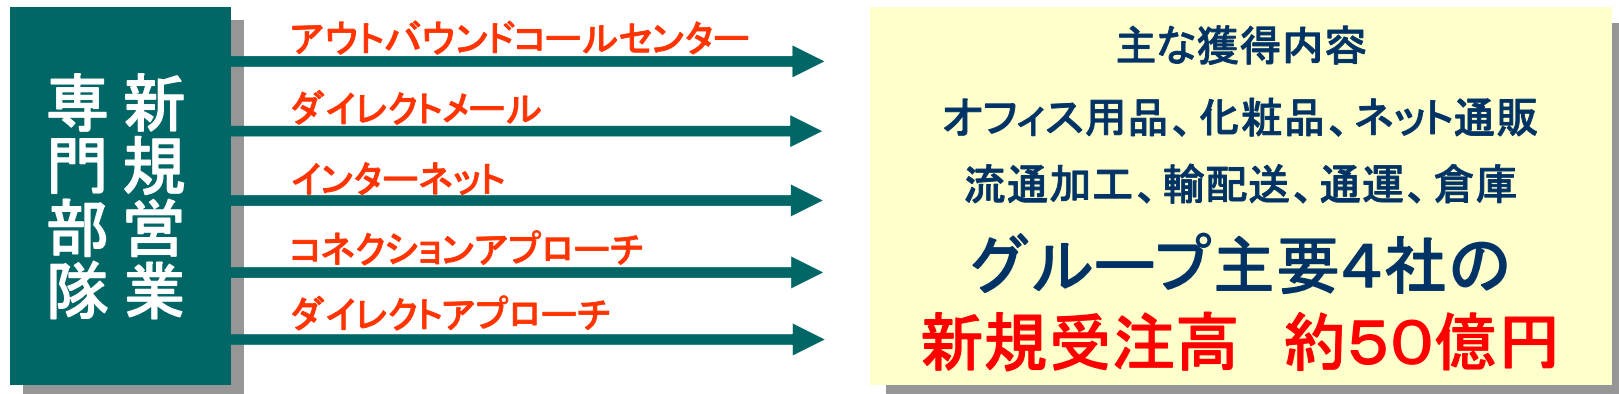 新規営業
専門部隊
アウトバウンドコールセンター
ダイレクトメール
インターネット
コネクションアプローチ
ダイレクトアプローチ
主な獲得内容
オフィス用品、化粧品、ネット通販
流通加工、輸配送、通運、倉庫
グループ主要4社の
新規受注高　約50億円